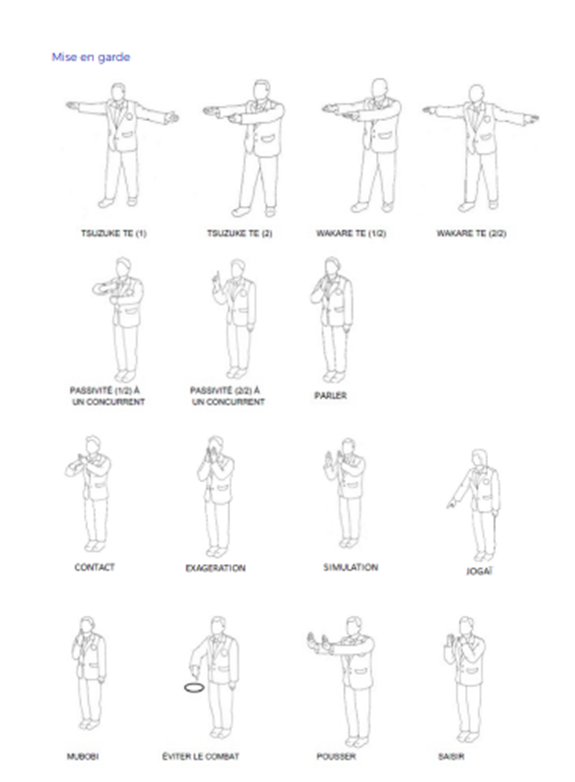 Mise en garde
TSUZUKE TE (1)
TSUZUKE TE (2)
WAKARE TE (1/2)
WAKARE TE (2/2)
PASSIVITÉ (1/2) À
UN CONCURRENT
PASSIVITÉ (2/2) À
UN CONCURRENT
PARLER
CONTACT
EXAGERATION
SIMULATION
JOGAÏ
MUBOBI
ÉVITER LE COMBAT
POUSSER
SAISIR